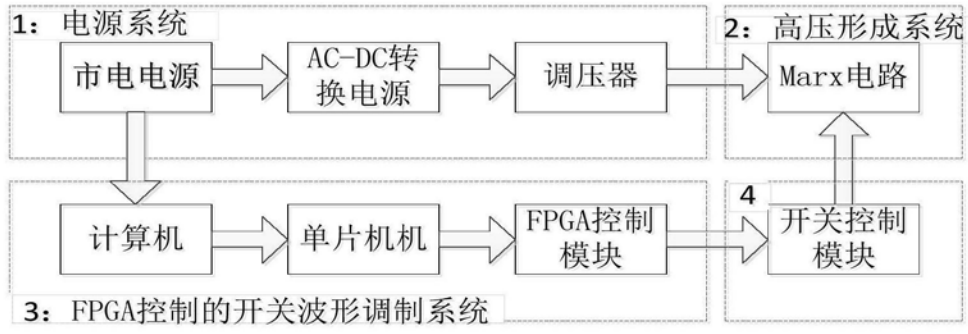 1：电源系统
2：高压形成系统
市电电源
AC-DC转
换电源
调压器
Marx电路
4
计算机
单片机机
FPGA控制
模块
开关控制
模块
3：FPGA控制的开关波形调制系统